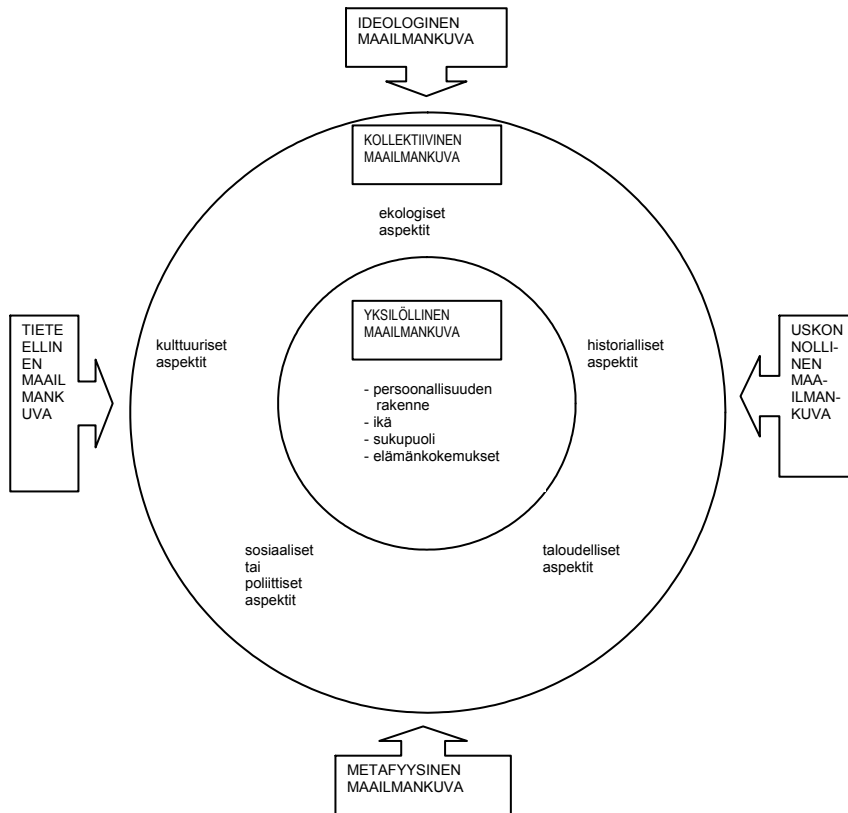 IDEOLOGINEN
MAAILMANKUVA
KOLLEKTIIVINEN
MAAILMANKUVA
ekologiset
aspektit
TIETE
ELLIN
EN
MAAIL
MANK
UVA
kulttuuriset
aspektit
YKSILÖLLINEN
MAAILMANKUVA
- persoonallisuuden
rakenne
- ikä
- sukupuoli
- elämänkokemukset
historialliset
aspektit
USKON
NOLLI-
NEN
MAA-
ILMAN-
KUVA
sosiaaliset
tai
poliittiset
aspektit
taloudelliset
aspektit
METAFYYSINEN
MAAILMANKUVA